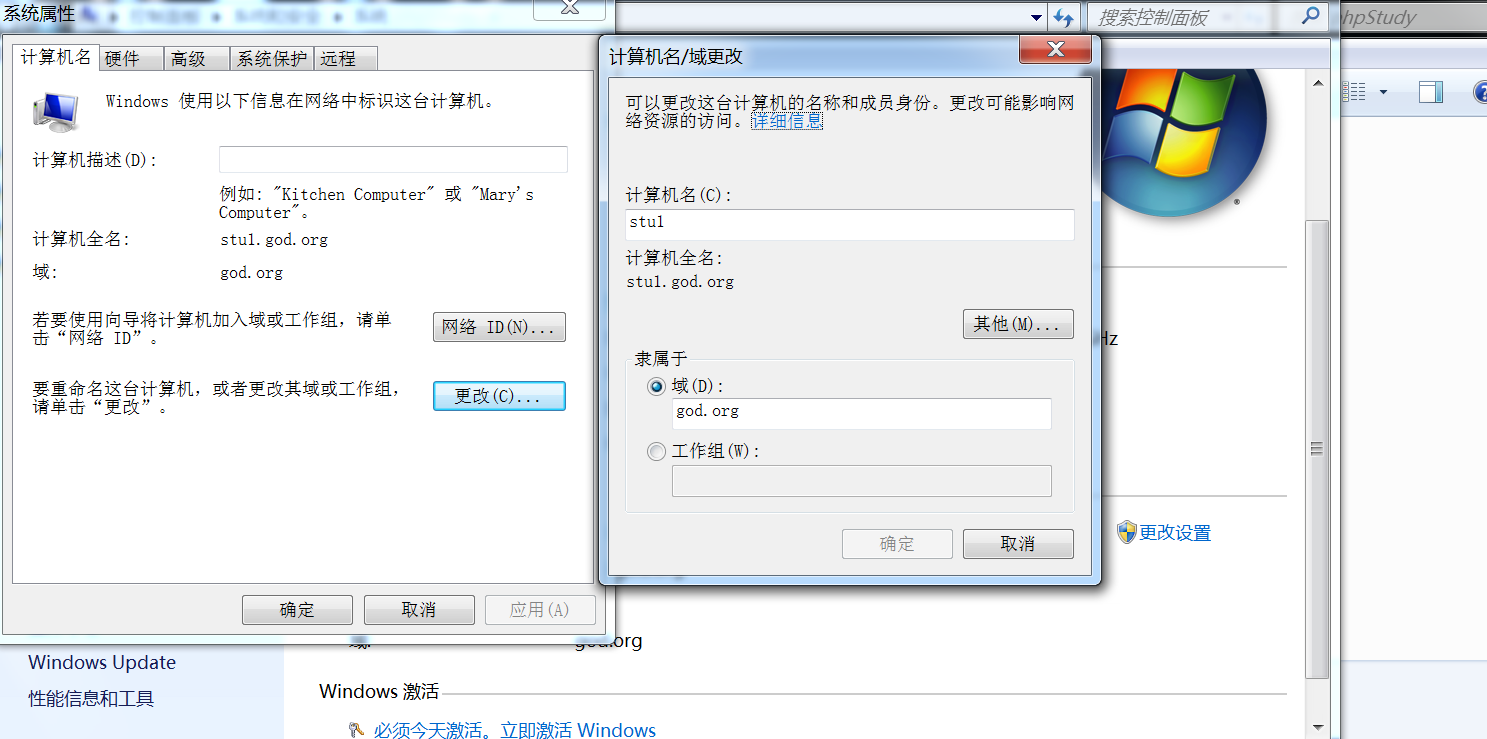 系统属性
计算机名 硬件 高级 系统保护 远程
Windows 使用以下信息在网络中标识这台计算机。
计算机描述(D):
例如: "Kitchen Computer" 或 "Mary's
Computer"。
计算机全名: stu1.god.org
域: god.org
若要使用向导将计算机加入域或工作组，请单
击“网络 ID”。
网络 ID(N)...
要重命名这台计算机，或者更改其域或工作组，
请单击“更改”。
更改(C)...
确定 取消 应用(A)
搜索控制面板
hpStudy
计算机名/域更改
可以更改这台计算机的名称和成员身份。更改可能影响网
络资源的访问。详细信息
计算机名(C):
stu1
计算机全名:
stu1.god.org
其他(M)...
隶属于
域(D):
god.org
工作组(W):
确定 取消
Hz
更改设置
域: god.org
Windows Update
性能信息和工具
Windows 激活
必须今天激活。立即激活 Windows